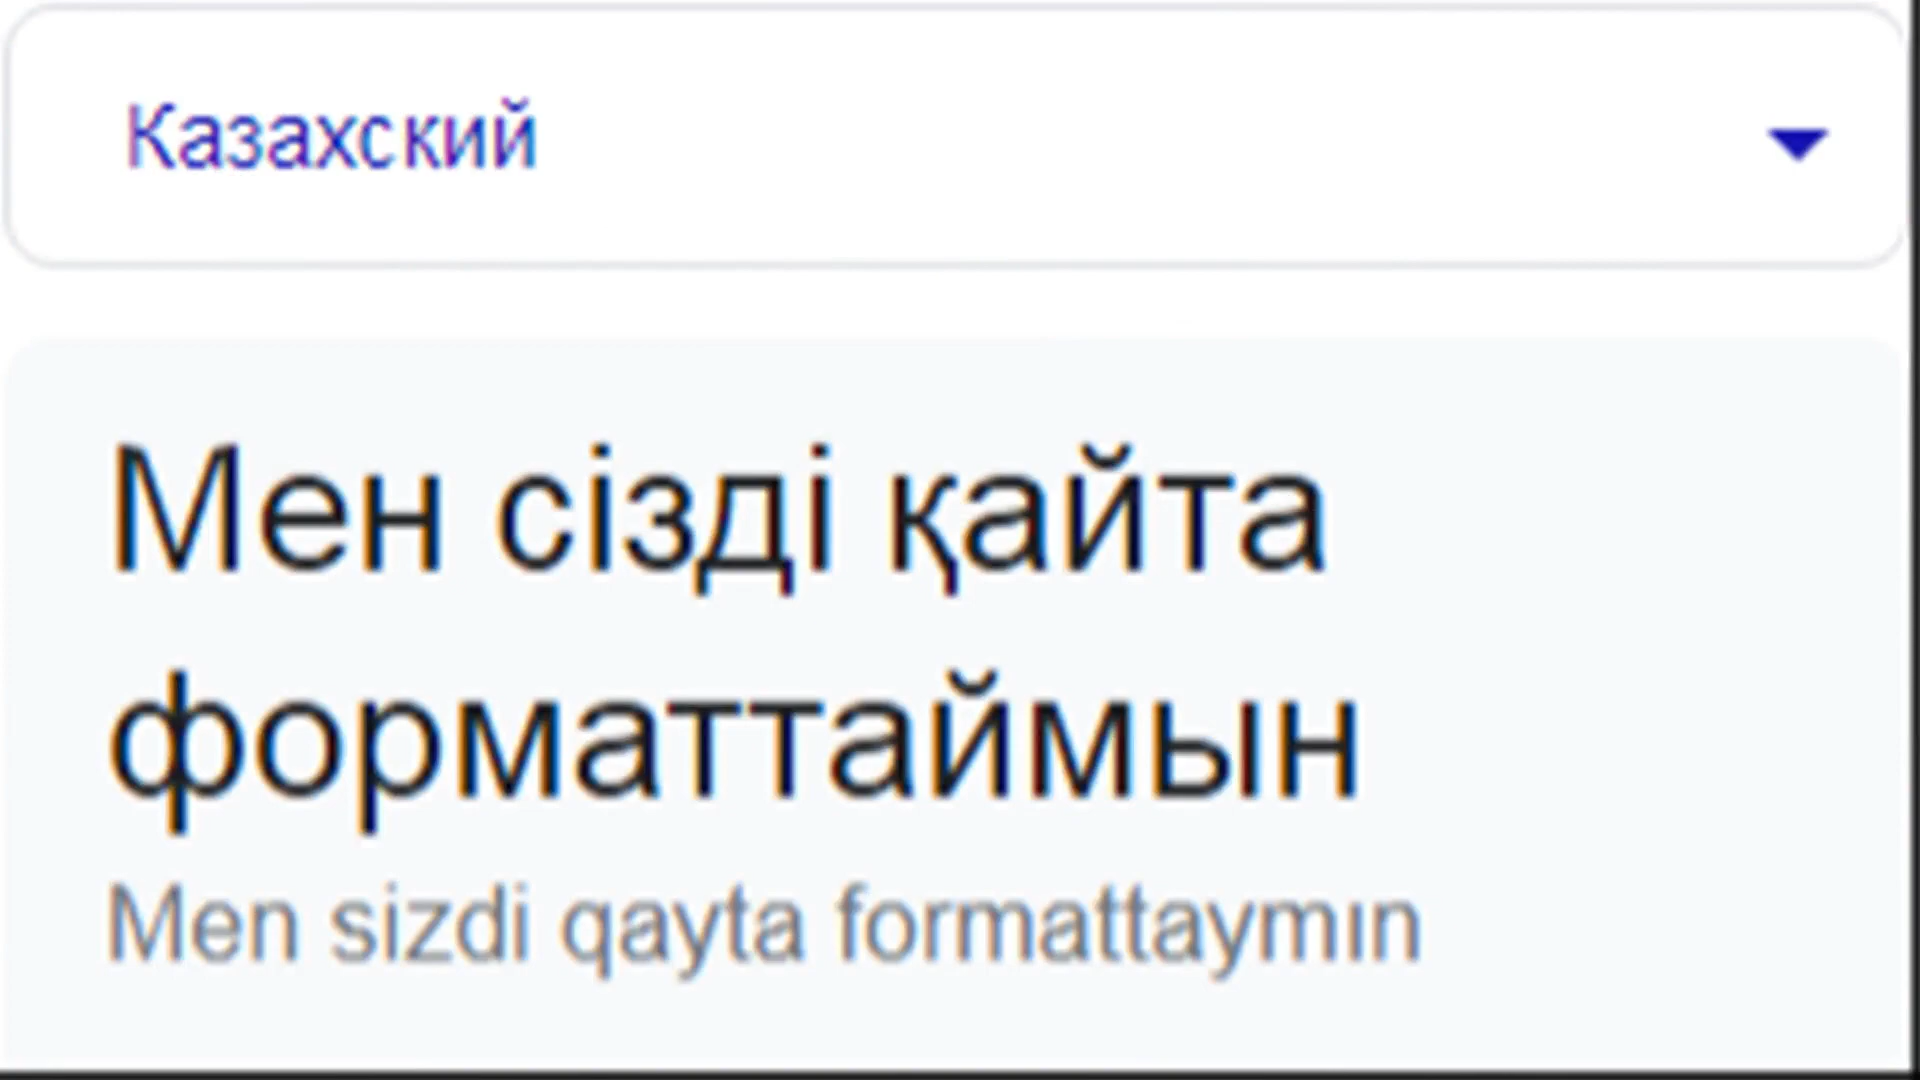 Казахский
Мен сізді қайта
форматтаймын
Men sizdi qayta formattaymın